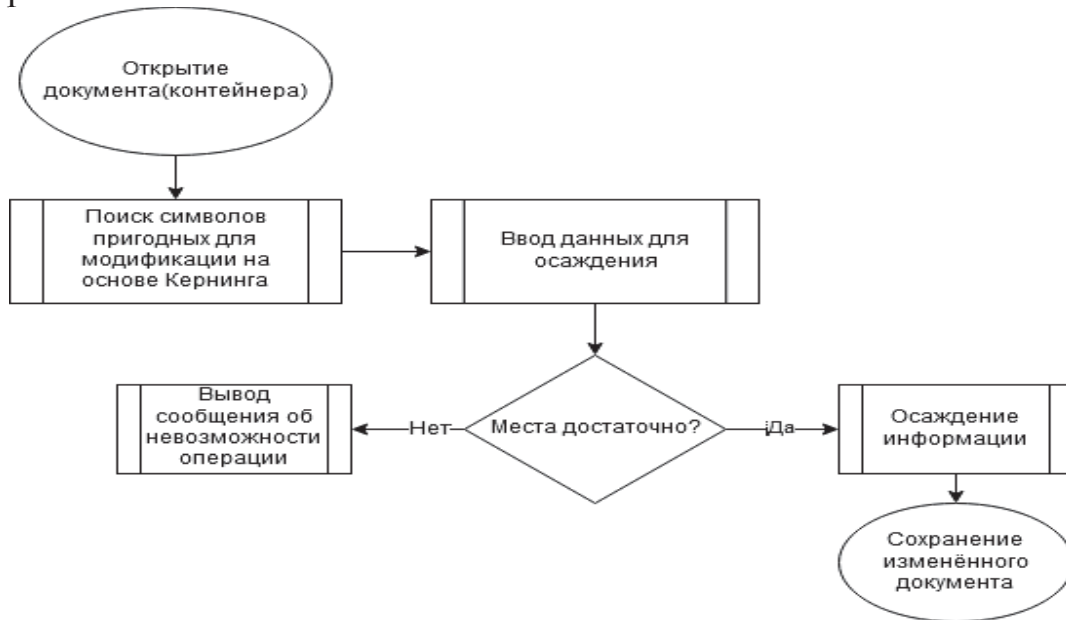 Открытие
документа(контейнера)
Поиск символов
пригодных для
модификации на
основе Кернинга
Ввод данных для
осаждения
Места достаточно?
Нет
Вывод
сообщения об
невозможности
операции
Да
Осаждение
информации
Сохранение
изменённого
документа